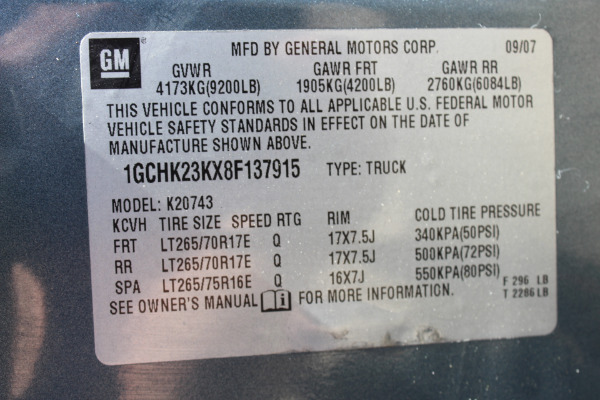 GM
MFD BY GENERAL MOTORS CORP. 09/07
GVWR GAWR FRT GAWR RR
4173KG(9200LB) 1905KG(4200LB) 2760KG(6084LB)
THIS VEHICLE CONFORMS TO ALL APPLICABLE U.S. FEDERAL MOTOR
VEHICLE SAFETY STANDARDS IN EFFECT ON THE DATE OF
MANUFACTURE SHOWN ABOVE.
1GCHK23KX8F137915 TYPE: TRUCK
MODEL: K20743
KCVH TIRE SIZE SPEED RTG RIM COLD TIRE PRESSURE
FRT LT265/70R17E Q 17X7.5J 340KPA(50PSI)
RR LT265/70R17E Q 17X7.5J 500KPA(72PSI)
SPA LT265/75R16E Q 16X7J 550KPA(80PSI)
F 296 LB
SEE OWNER'S MANUAL i FOR MORE INFORMATION. T 2286 LB